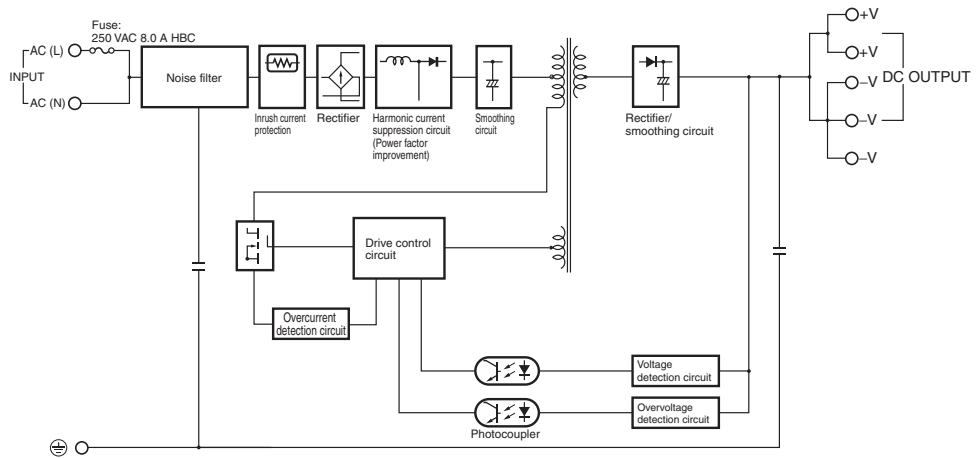 Fuse:
250 VAC 8.0 A HBC
AC (L)
INPUT
AC (N)
Noise filter
Inrush current
protection
Rectifier
Harmonic current
suppression circuit
(Power factor
improvement)
Smoothing
circuit
Rectifier/
smoothing circuit
+V
+V
–V
DC OUTPUT
–V
–V
Drive control
circuit
Overcurrent
detection circuit
Voltage
detection circuit
Overvoltage
detection circuit
Photocoupler